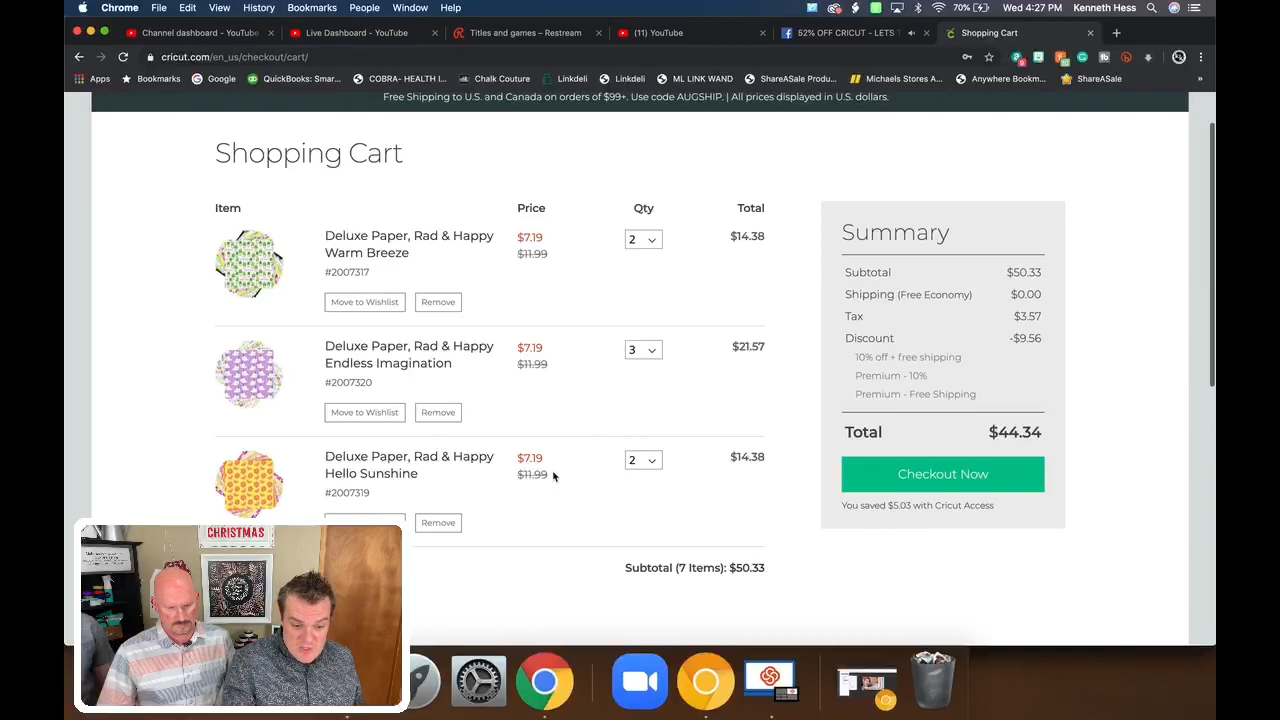 Chrome File Edit View History Bookmarks People Window Help 70% Wed 4:27 PM Kenneth Hess
Channel dashboard - YouTube Live Dashboard - YouTube Titles and games – Restream (11) YouTube 52% OFF CRICUT - LETS T Shopping Cart
cricut.com/en_us/checkout/cart/
Apps Bookmarks Google QuickBooks: Smar... COBRA- HEALTH I... Chalk Couture Linkdeli Linkdeli ML LINK WAND ShareASale Produ... Michaels Stores A... Anywhere Bookm... ShareASale
Free Shipping to U.S. and Canada on orders of $99+. Use code AUGSHIP. | All prices displayed in U.S. dollars.
Shopping Cart
Item Price Qty Total
Deluxe Paper, Rad & Happy Warm Breeze $7.19 2 $14.38
$11.99
#2007317
Move to Wishlist Remove
Deluxe Paper, Rad & Happy Endless Imagination $7.19 3 $21.57
$11.99
#2007320
Move to Wishlist Remove
Deluxe Paper, Rad & Happy Hello Sunshine $7.19 2 $14.38
$11.99
#2007319
Remove
Subtotal (7 Items): $50.33
Summary
Subtotal $50.33
Shipping (Free Economy) $0.00
Tax $3.57
Discount -$9.56
10% off + free shipping
Premium - 10%
Premium - Free Shipping
Total $44.34
Checkout Now
You saved $5.03 with Cricut Access
CHRISTMAS